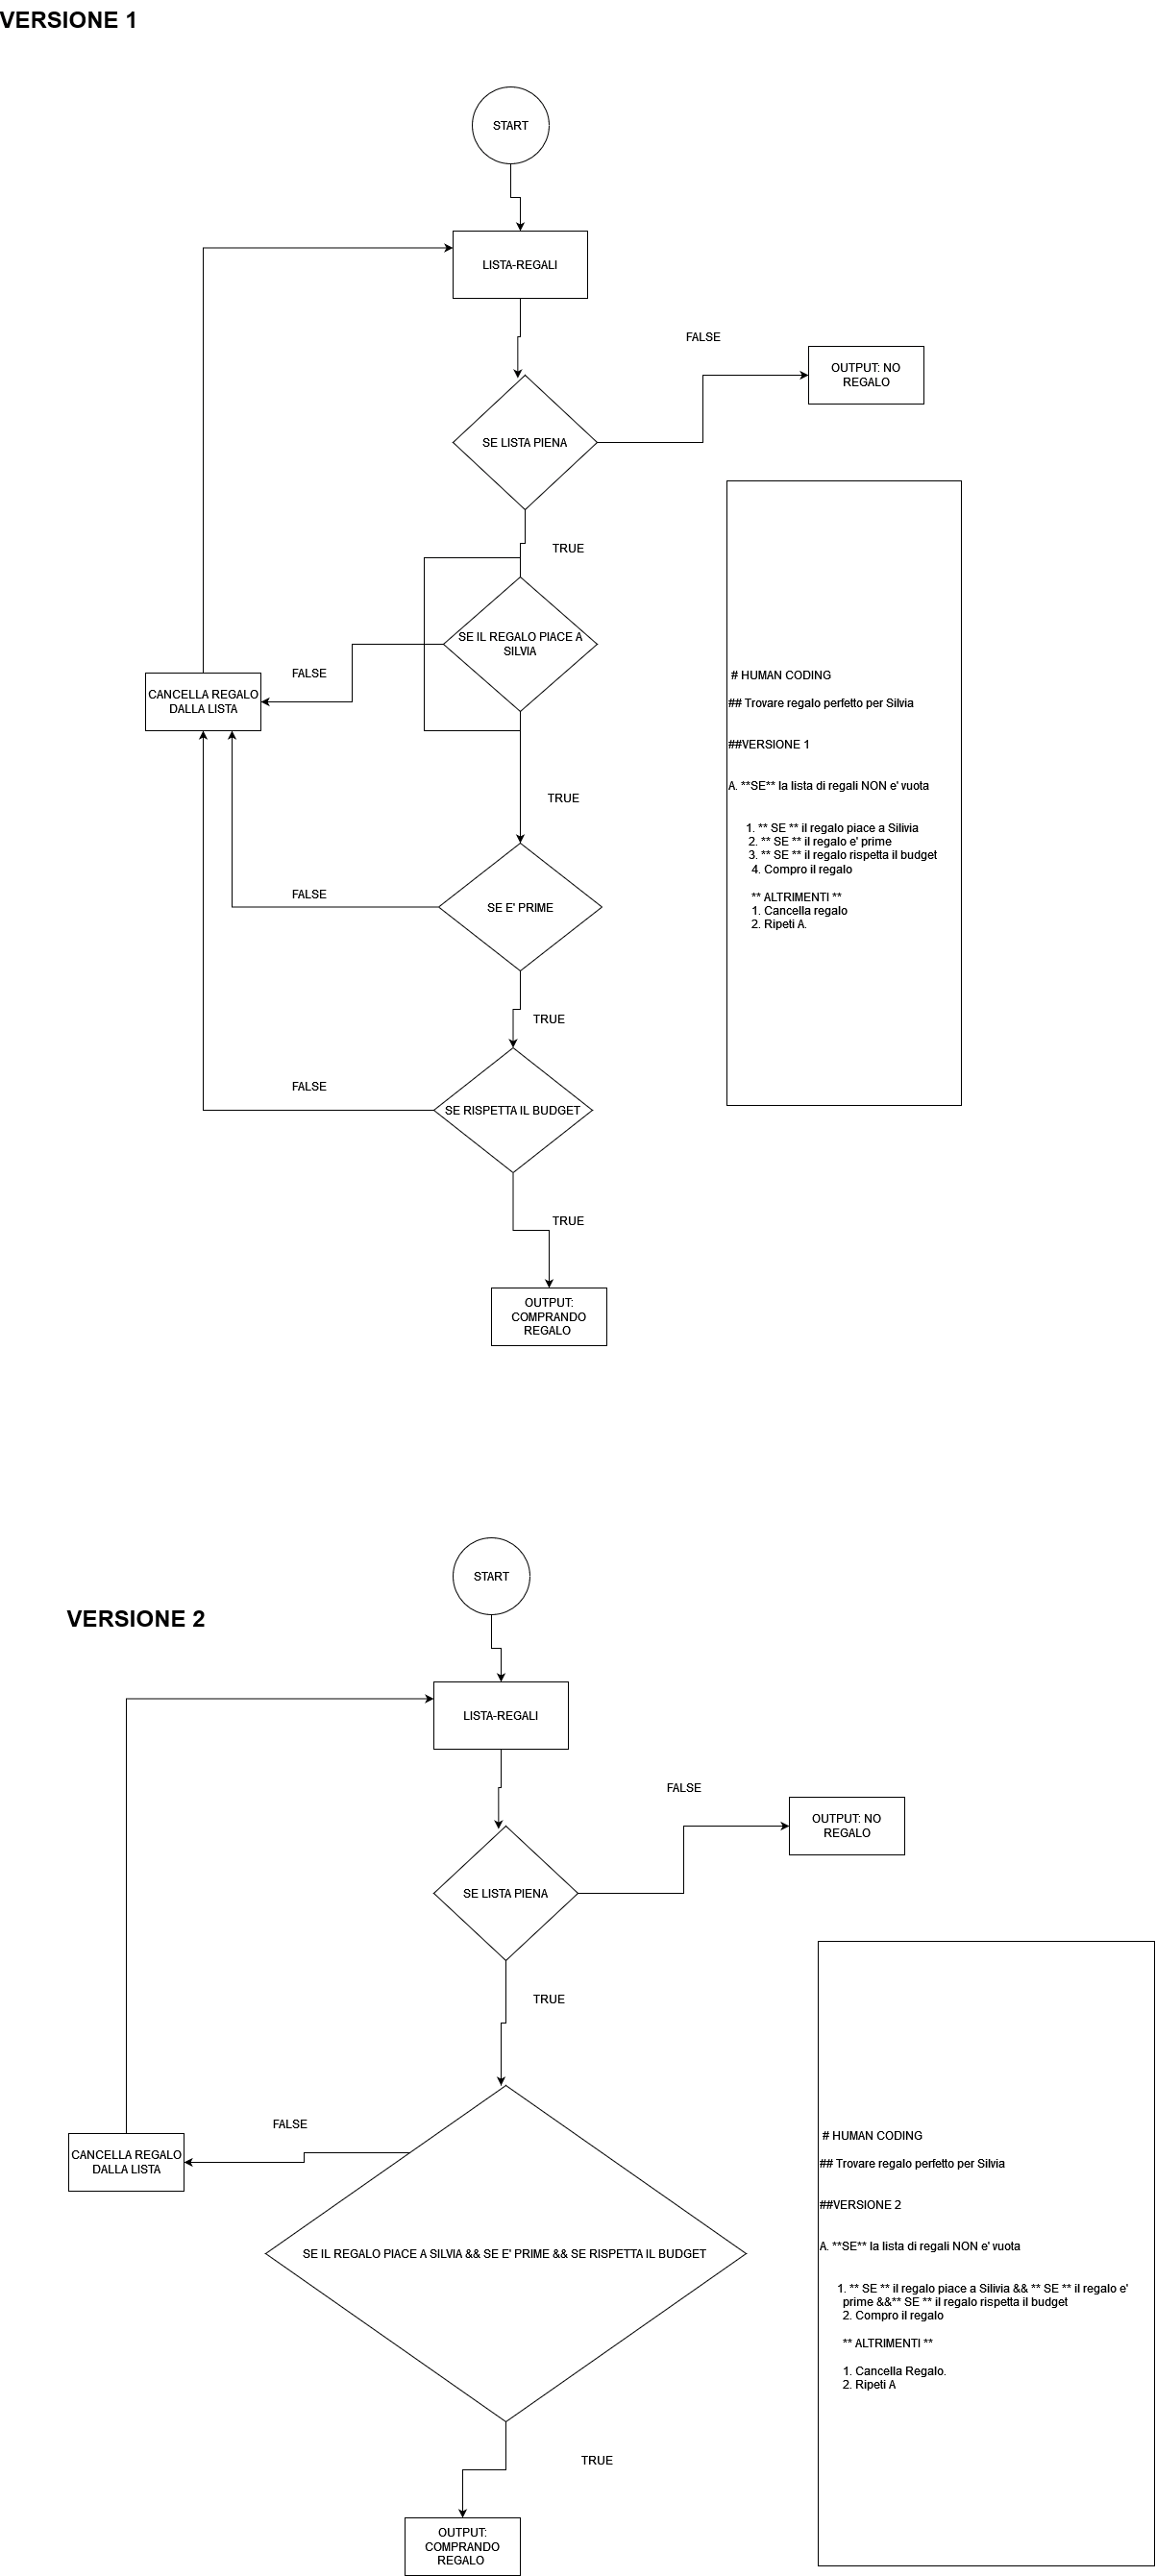 VERSIONE 1
START
LISTA-REGALI
FALSE
OUTPUT: NO
REGALO
SE LISTA PIENA
TRUE
SE IL REGALO PIACE A
SILVIA
FALSE
CANCELLA REGALO
DALLA LISTA
TRUE
FALSE
SE E' PRIME
TRUE
FALSE
SE RISPETTA IL BUDGET
TRUE
OUTPUT:
COMPRANDO
REGALO
# HUMAN CODING
## Trovare regalo perfetto per Silvia
##VERSIONE 1
A. **SE** la lista di regali NON e' vuota
1. ** SE ** il regalo piace a Silivia
2. ** SE ** il regalo e' prime
3. ** SE ** il regalo rispetta il budget
4. Compro il regalo
** ALTRIMENTI **
1. Cancella regalo
2. Ripeti A.
VERSIONE 2
START
LISTA-REGALI
FALSE
OUTPUT: NO
REGALO
SE LISTA PIENA
TRUE
FALSE
CANCELLA REGALO
DALLA LISTA
SE IL REGALO PIACE A SILVIA && SE E' PRIME && SE RISPETTA IL BUDGET
TRUE
OUTPUT:
COMPRANDO
REGALO
# HUMAN CODING
## Trovare regalo perfetto per Silvia
##VERSIONE 2
A. **SE** la lista di regali NON e' vuota
1. ** SE ** il regalo piace a Silivia && ** SE ** il regalo e'
prime &&** SE ** il regalo rispetta il budget
2. Compro il regalo
** ALTRIMENTI **
1. Cancella Regalo.
2. Ripeti A